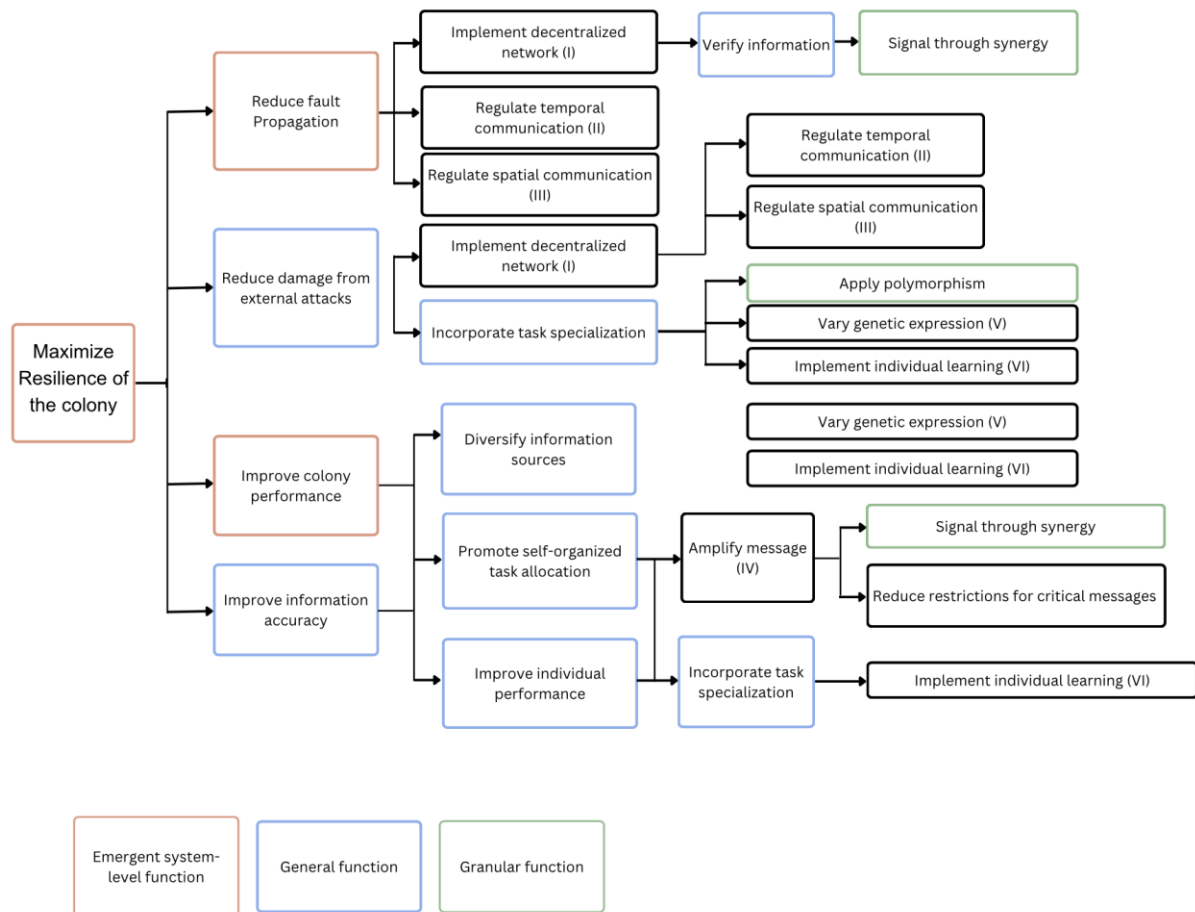 Maximize
Resilience of
the colony
Reduce fault
Propagation
Implement decentralized
network (I)
Verify information
Signal through synergy
Regulate temporal
communication (II)
Regulate spatial communication
(III)
Regulate temporal
communication (II)
Regulate spatial communication
(III)
Reduce damage from
external attacks
Implement decentralized
network (I)
Incorporate task specialization
Apply polymorphism
Vary genetic expression (V)
Implement individual learning (VI)
Improve colony
performance
Improve information
accuracy
Diversify information
sources
Vary genetic expression (V)
Implement individual learning (VI)
Promote self-organized
task allocation
Amplify message
(IV)
Signal through synergy
Reduce restrictions for critical messages
Improve individual
performance
Incorporate task
specialization
Implement individual learning (VI)
Emergent system-
level function
General function
Granular function